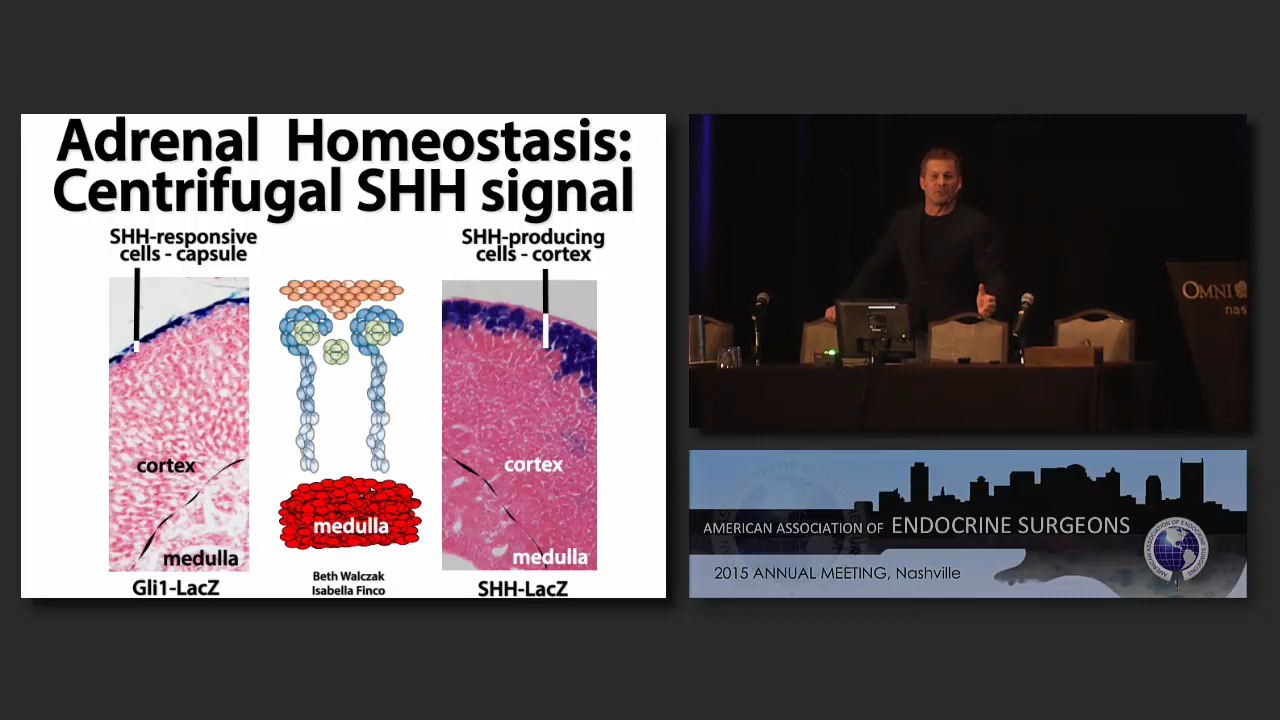 Adrenal Homeostasis:
Centrifugal SHH signal
SHH-responsive
cells - capsule
SHH-producing
cells - cortex
cortex
medulla
Gli1-LacZ
medulla
Beth Walczak
Isabella Finco
cortex
medulla
SHH-LacZ
OMNI
nas
AMERICAN ASSOCIATION OF ENDOCRINE SURGEONS
2015 ANNUAL MEETING, Nashville